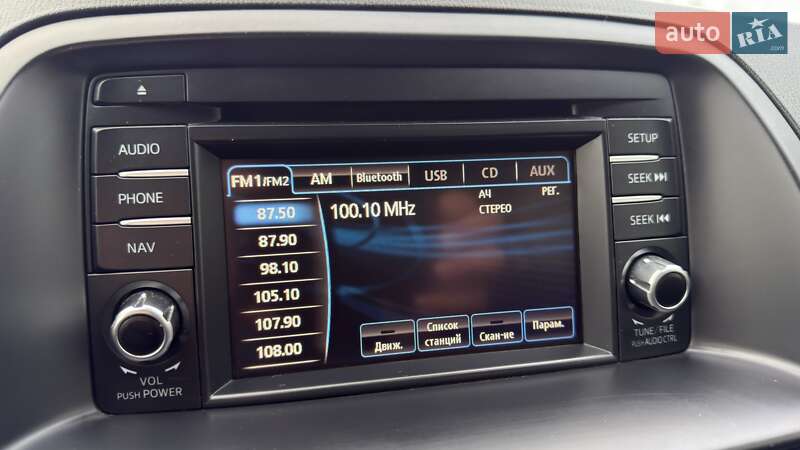 auto RIA.com
AUDIO
PHONE
NAV
VOL
PUSH POWER
FM1/FM2 AM Bluetooth USB CD AUX
87.50
87.90
98.10
105.10
107.90
108.00
100.10 MHz
АЧ РЕГ.
СТЕРЕО
Движ.
Список
станций
Скан-ие
Парам.
SETUP
SEEK
SEEK
TUNE/FILE
PUSH AUDIO CTRL